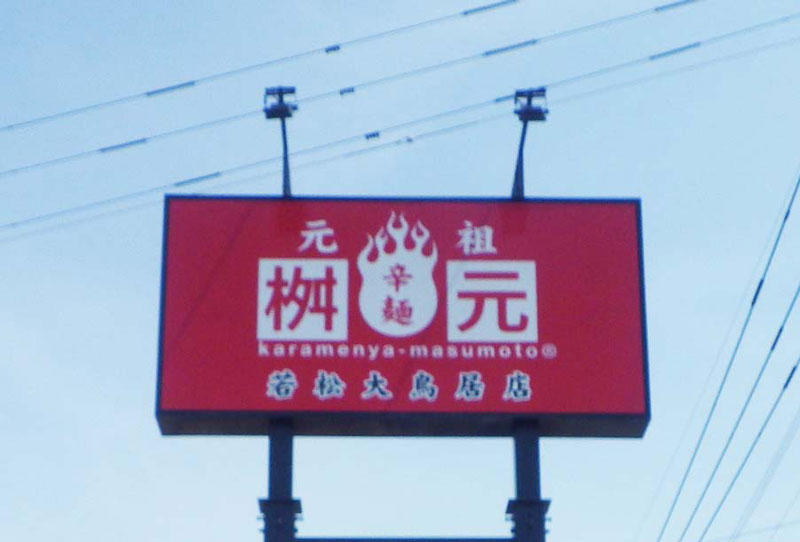 元祖
桝元
辛麺
karamenya-masumoto®
若松大鳥居店